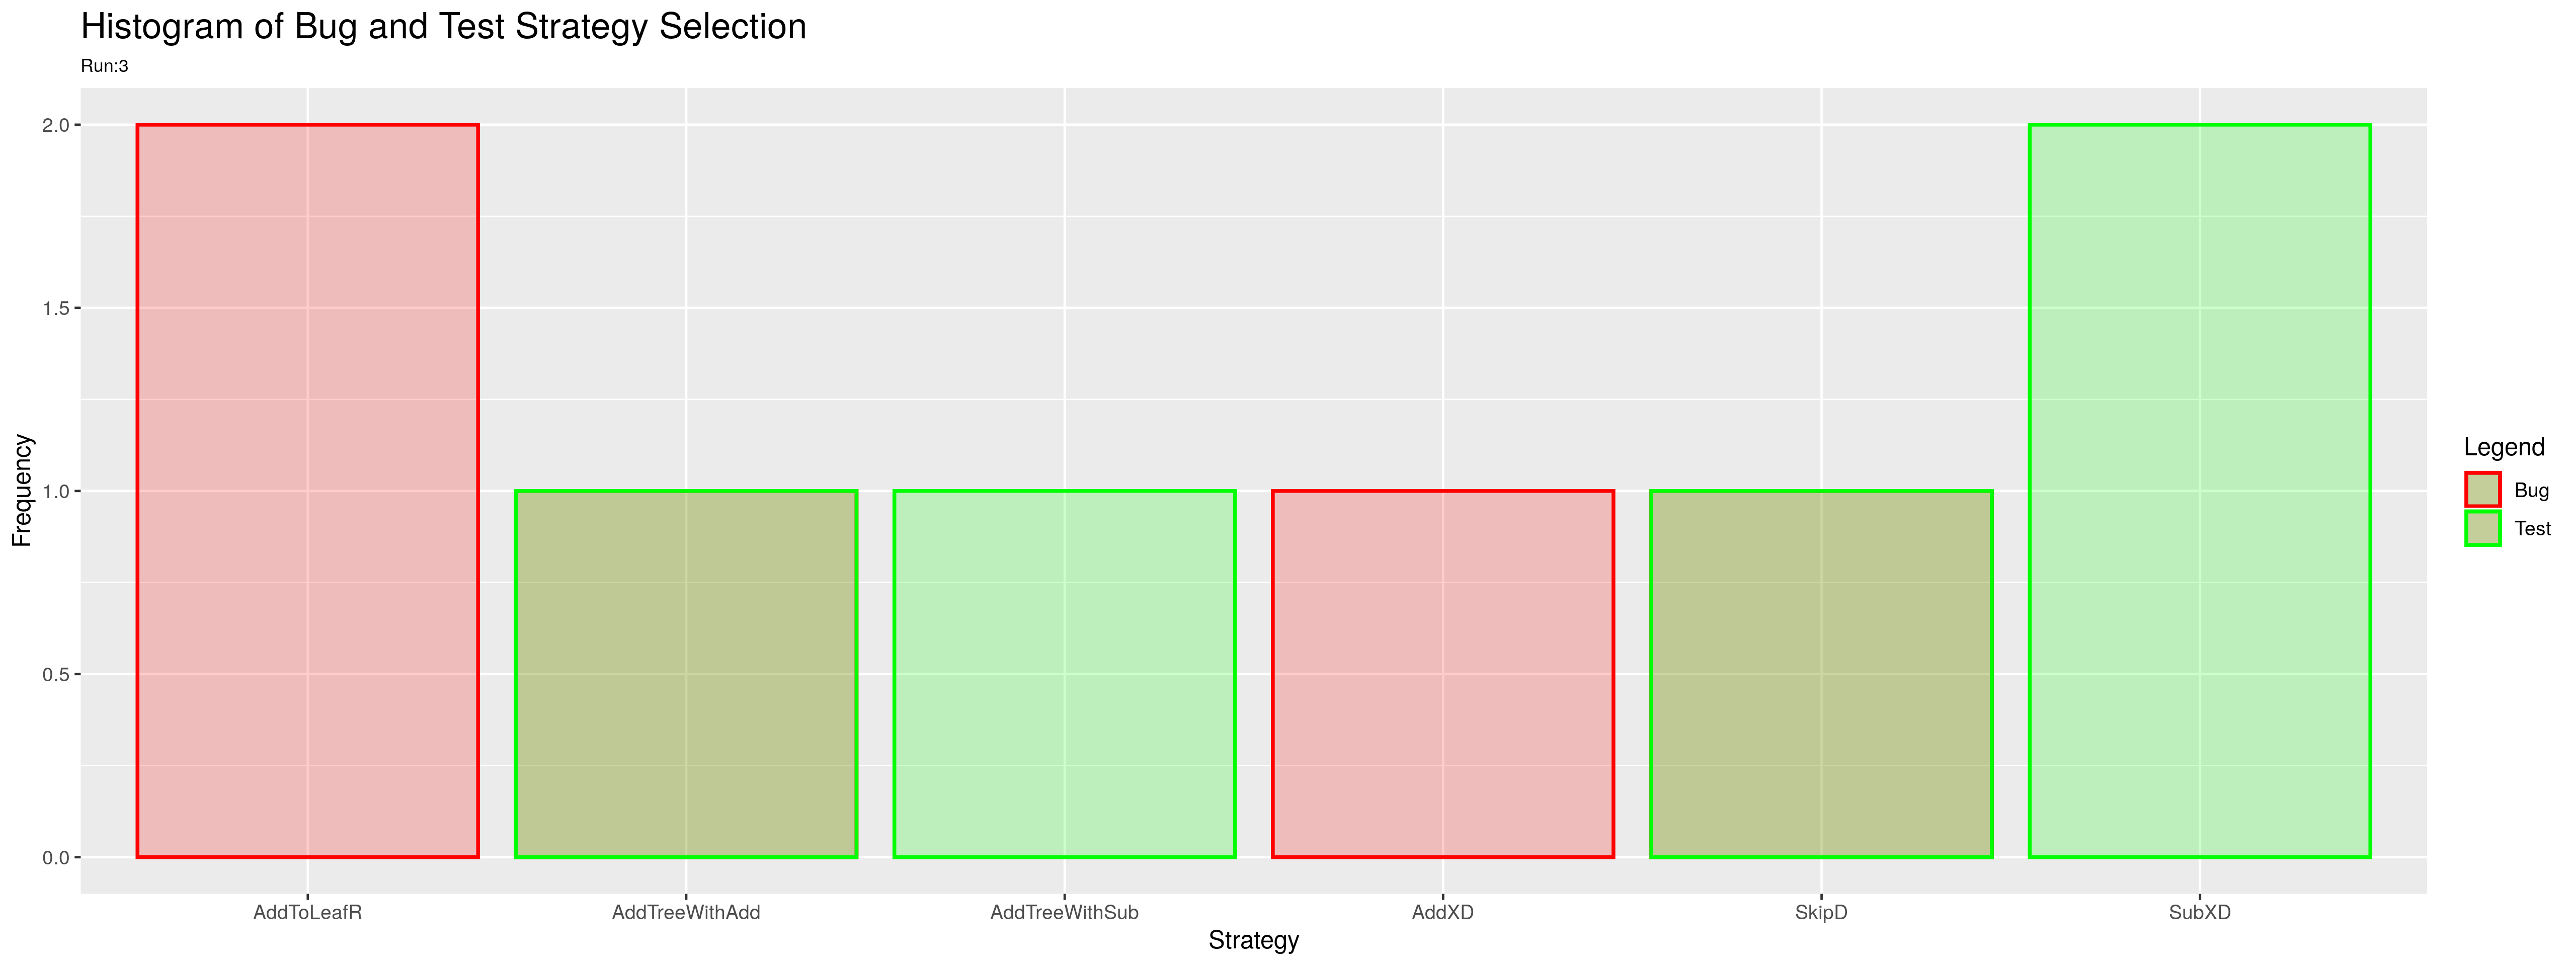 Histogram of Bug and Test Strategy Selection
Run:3
2.0
1.5
1.0
0.5
0.0
Frequency
AddToLeafR AddTreeWithAdd AddTreeWithSub AddXD SkipD SubXD
Strategy
Legend
Bug
Test